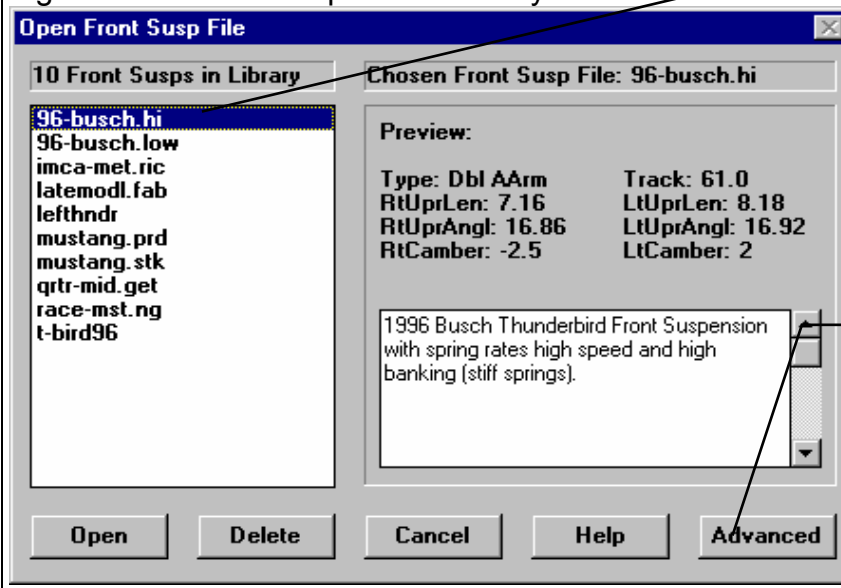 Open Front Susp File
10 Front Susps in Library
Chosen Front Susp File: 96-busch.hi
96-busch.hi
96-busch.low
imca-met.ric
latemodl.fab
lefthndr
mustang.prd
mustang.stk
qrtr-mid.get
race-mst.ng
t-bird96
Preview:
Type: Dbl AArm Track: 61.0
RtUprLen: 7.16 LtUprLen: 8.18
RtUprAngl: 16.86 LtUprAngl: 16.92
RtCamber: -2.5 LtCamber: 2
1996 Busch Thunderbird Front Suspension
with spring rates high speed and high
banking (stiff springs).
Open Delete Cancel Help Advanced